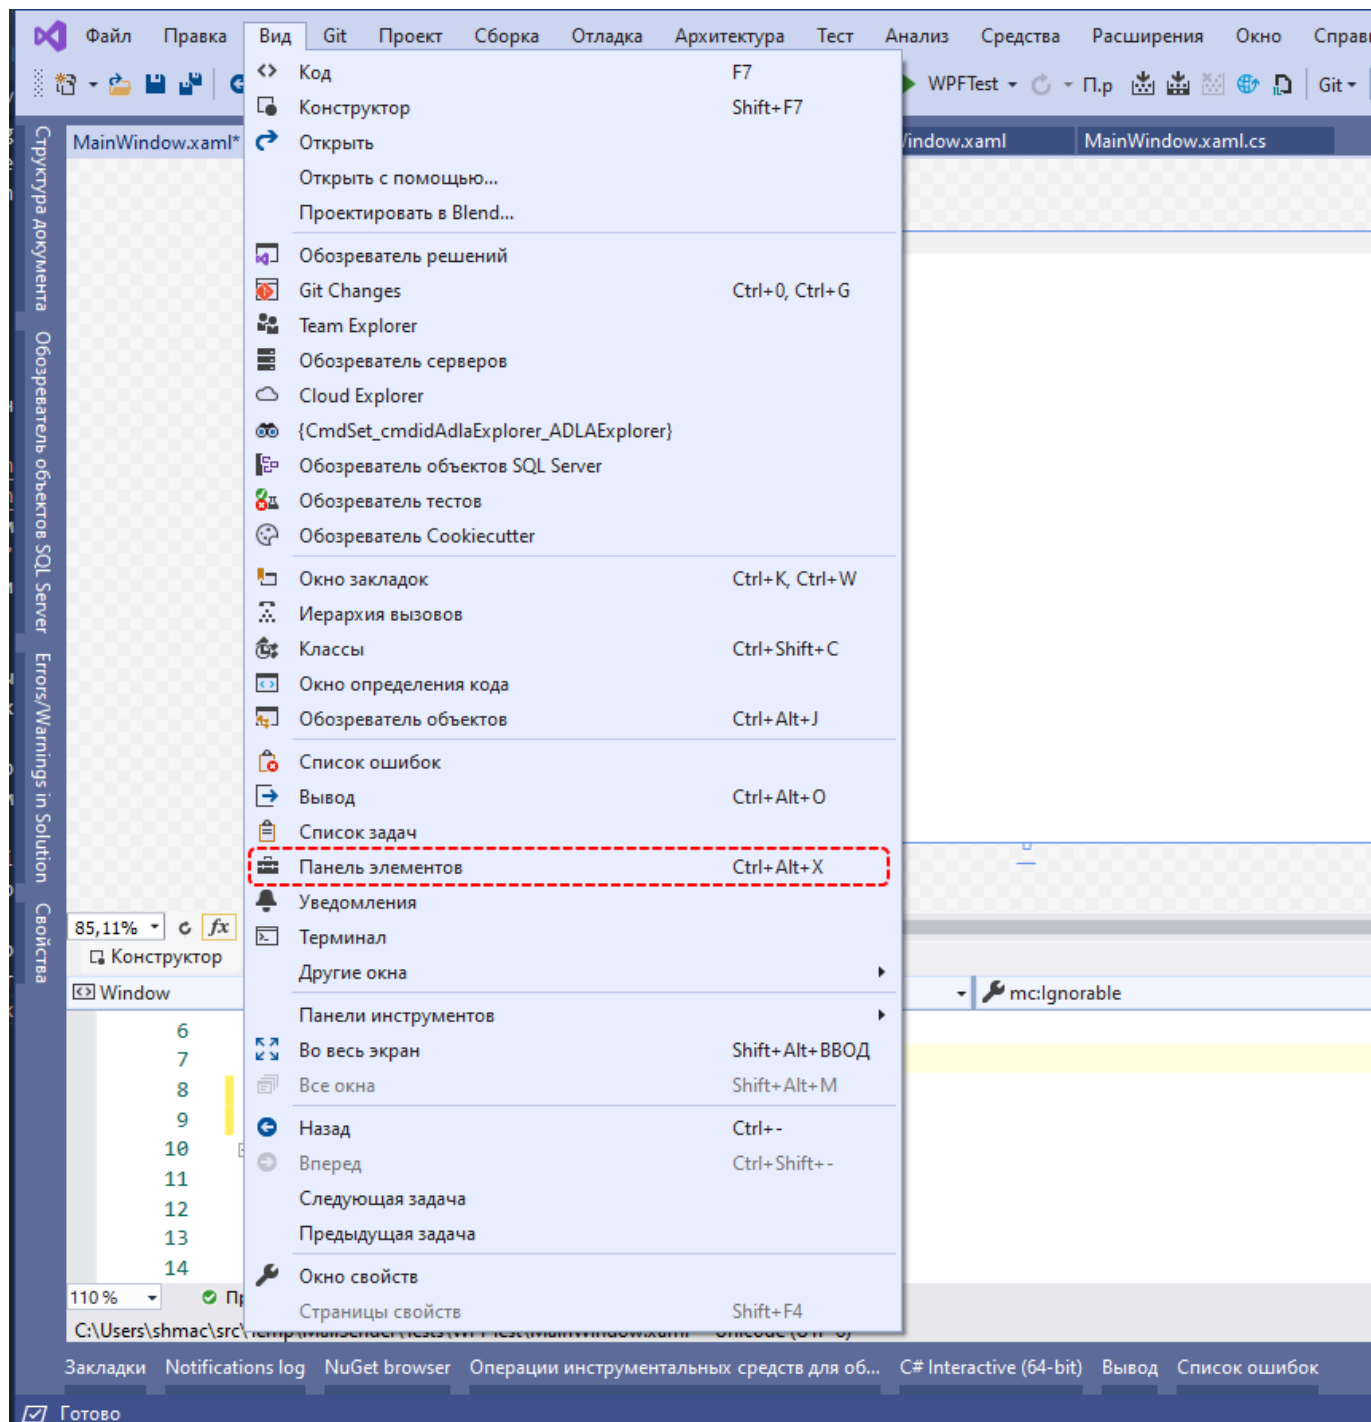 Файл Правка Вид Git Проект Сборка Отладка Архитектура Тест Анализ Средства Расширения Окно
WPFTest П.р Git
MainWindow.xaml* MainWindow.xaml.cs
Код F7
Конструктор Shift+F7
Открыть
Открыть с помощью...
Проектировать в Blend...
Обозреватель решений
Git Changes Ctrl+0, Ctrl+G
Team Explorer
Обозреватель серверов
Cloud Explorer
{CmdSet_cmdidAdlaExplorer_ADLAExplorer}
Обозреватель объектов SQL Server
Обозреватель тестов
Обозреватель Cookiecutter
Окно закладок Ctrl+K, Ctrl+W
Иерархия вызовов
Классы Ctrl+Shift+C
Окно определения кода
Обозреватель объектов Ctrl+Alt+J
Список ошибок
Вывод Ctrl+Alt+O
Список задач
Панель элементов Ctrl+Alt+X
Уведомления
Терминал
Другие окна
Панели инструментов
Во весь экран Shift+Alt+ВВОД
Все окна Shift+Alt+M
Назад Ctrl+-
Вперед Ctrl+Shift+-
Следующая задача
Предыдущая задача
Окно свойств
Страницы свойств Shift+F4
Структура документа
Обозреватель объектов SQL Server
Errors/Warnings in Solution
Свойства
85,11% fx
Конструктор
Window mc:Ignorable
6
7
8
9
10
11
12
13
14
110 %
C:\Users\shmac\src\
Закладки Notifications log NuGet browser Операции инструментальных средств для об... C# Interactive (64-bit) Вывод Список ошибок
Готово